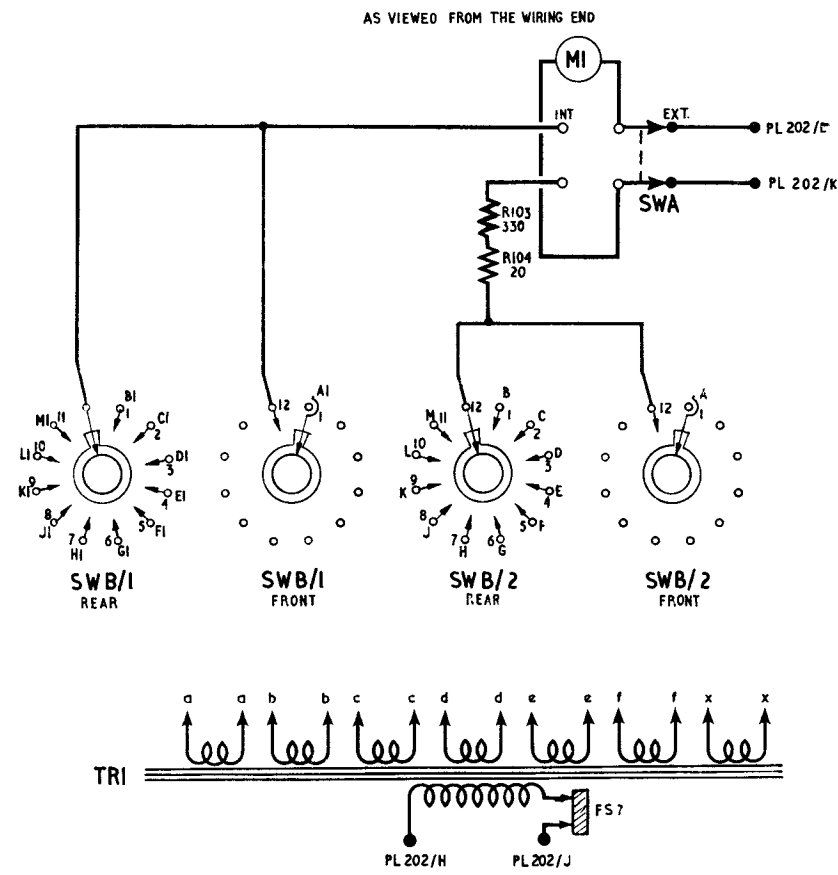 AS VIEWED FROM THE WIRING END
M1
INT
EXT.
PL 202/E
PL 202/K
SWA
R103
330
R104
20
B1
1
C1
2
D1
3
E1
4
F1
5
G1
6
H1
7
J1
8
K1
9
L1
10
M1
11
SWB/1
REAR
12
A1
1
SWB/1
FRONT
12
B
1
C
2
D
3
E
4
F
5
G
6
H
7
J
8
K
9
L
10
M
11
SWB/2
REAR
12
A
1
SWB/2
FRONT
a a b b c c d d e e f f x x
TR1
FS7
PL202/H
PL202/J